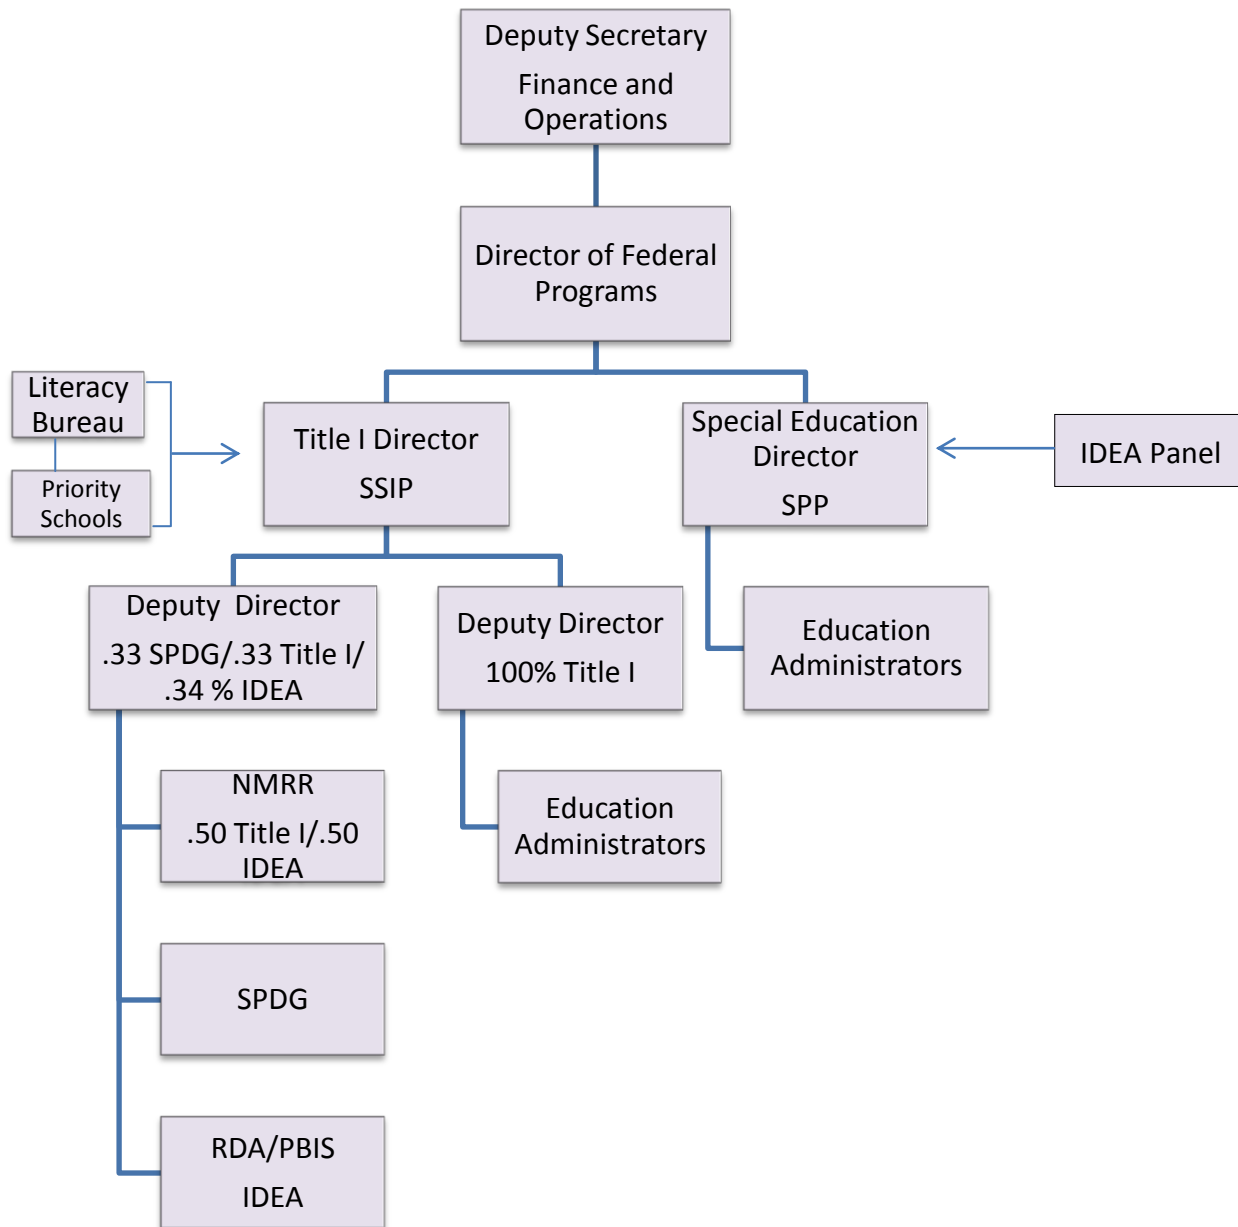 Deputy Secretary
Finance and
Operations
Director of Federal
Programs
Literacy
Bureau
Priority
Schools
Title I Director
SSIP
Special Education
Director
SPP
IDEA Panel
Deputy Director
.33 SPDG/.33 Title I/
.34 % IDEA
Deputy Director
100% Title I
Education
Administrators
NMRR
.50 Title I/.50
IDEA
Education
Administrators
SPDG
RDA/PBIS
IDEA